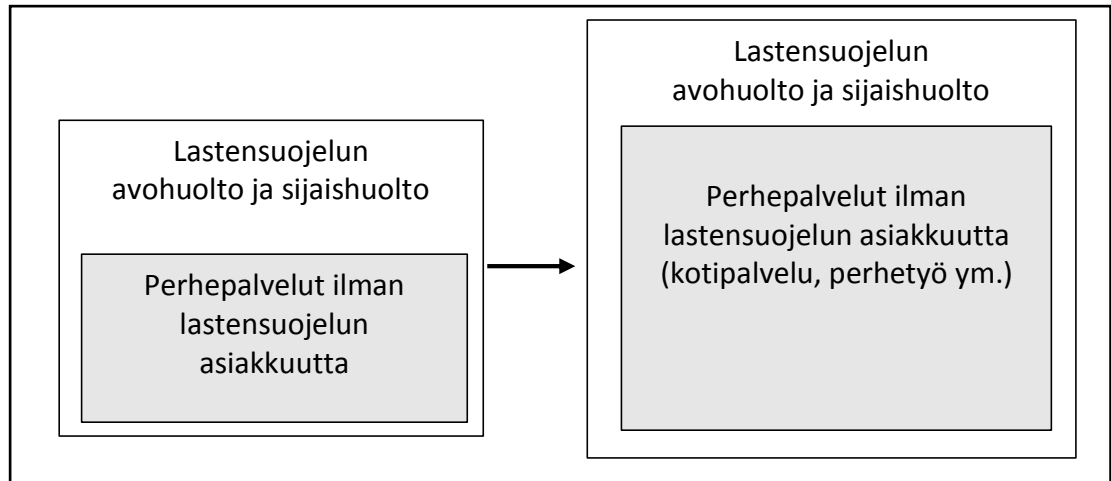 Lastensuojelun
avohuolto ja sijaishuolto
Perhepalvelut ilman
lastensuojelun
asiakkuutta
Lastensuojelun
avohuolto ja sijaishuolto
Perhepalvelut ilman
lastensuojelun asiakkuutta
(kotipalvelu, perhetyö ym.)